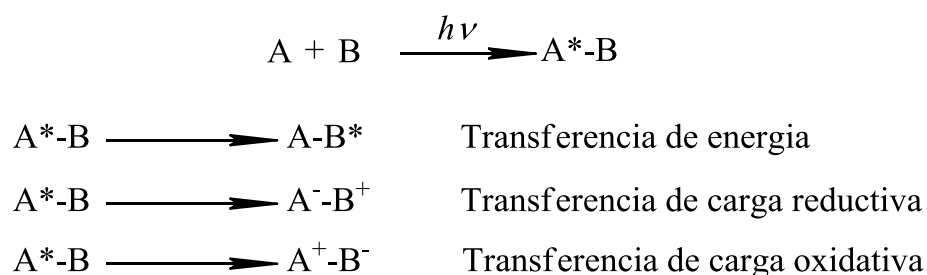 A + B hν A*-B
A*-B A-B* Transferencia de energia
A*-B A⁻-B⁺ Transferencia de carga reductiva
A*-B A⁺-B⁻ Transferencia de carga oxidativa